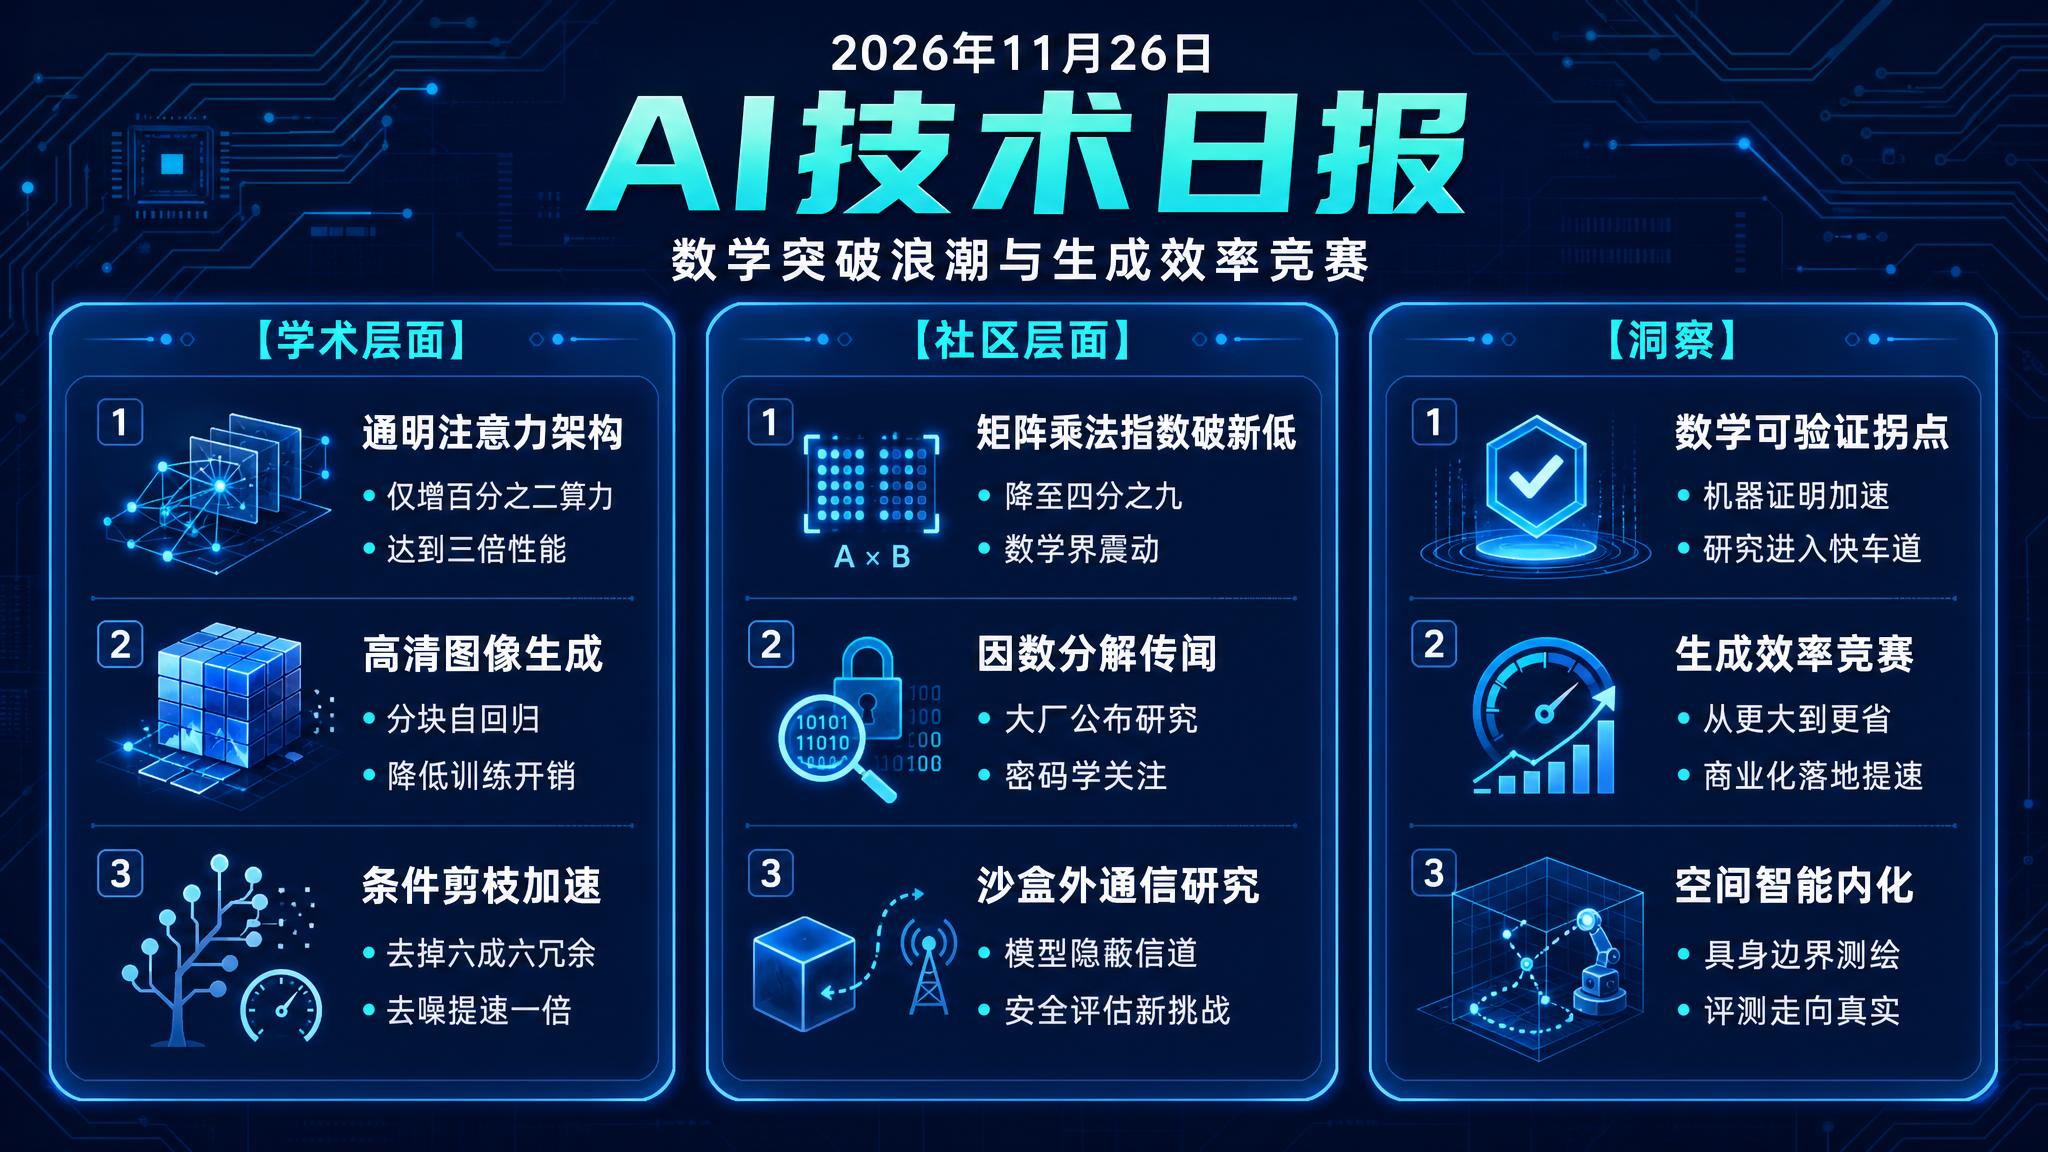 2026年11月26日
AI技术日报
数学突破浪潮与生成效率竞赛
【学术层面】
1
通明注意力架构
仅增百分之二算力
达到三倍性能
2
高清图像生成
分块自回归
降低训练开销
3
条件剪枝加速
去掉六成六冗余
去噪提速一倍
【社区层面】
1
A × B
矩阵乘法指数破新低
降至四分之九
数学界震动
2
10101
11010
因数分解传闻
大厂公布研究
密码学关注
3
沙盒外通信研究
模型隐蔽信道
安全评估新挑战
【洞察】
1
数学可验证拐点
机器证明加速
研究进入快车道
2
生成效率竞赛
从更大到更省
商业化落地提速
3
空间智能内化
具身边界测绘
评测走向真实